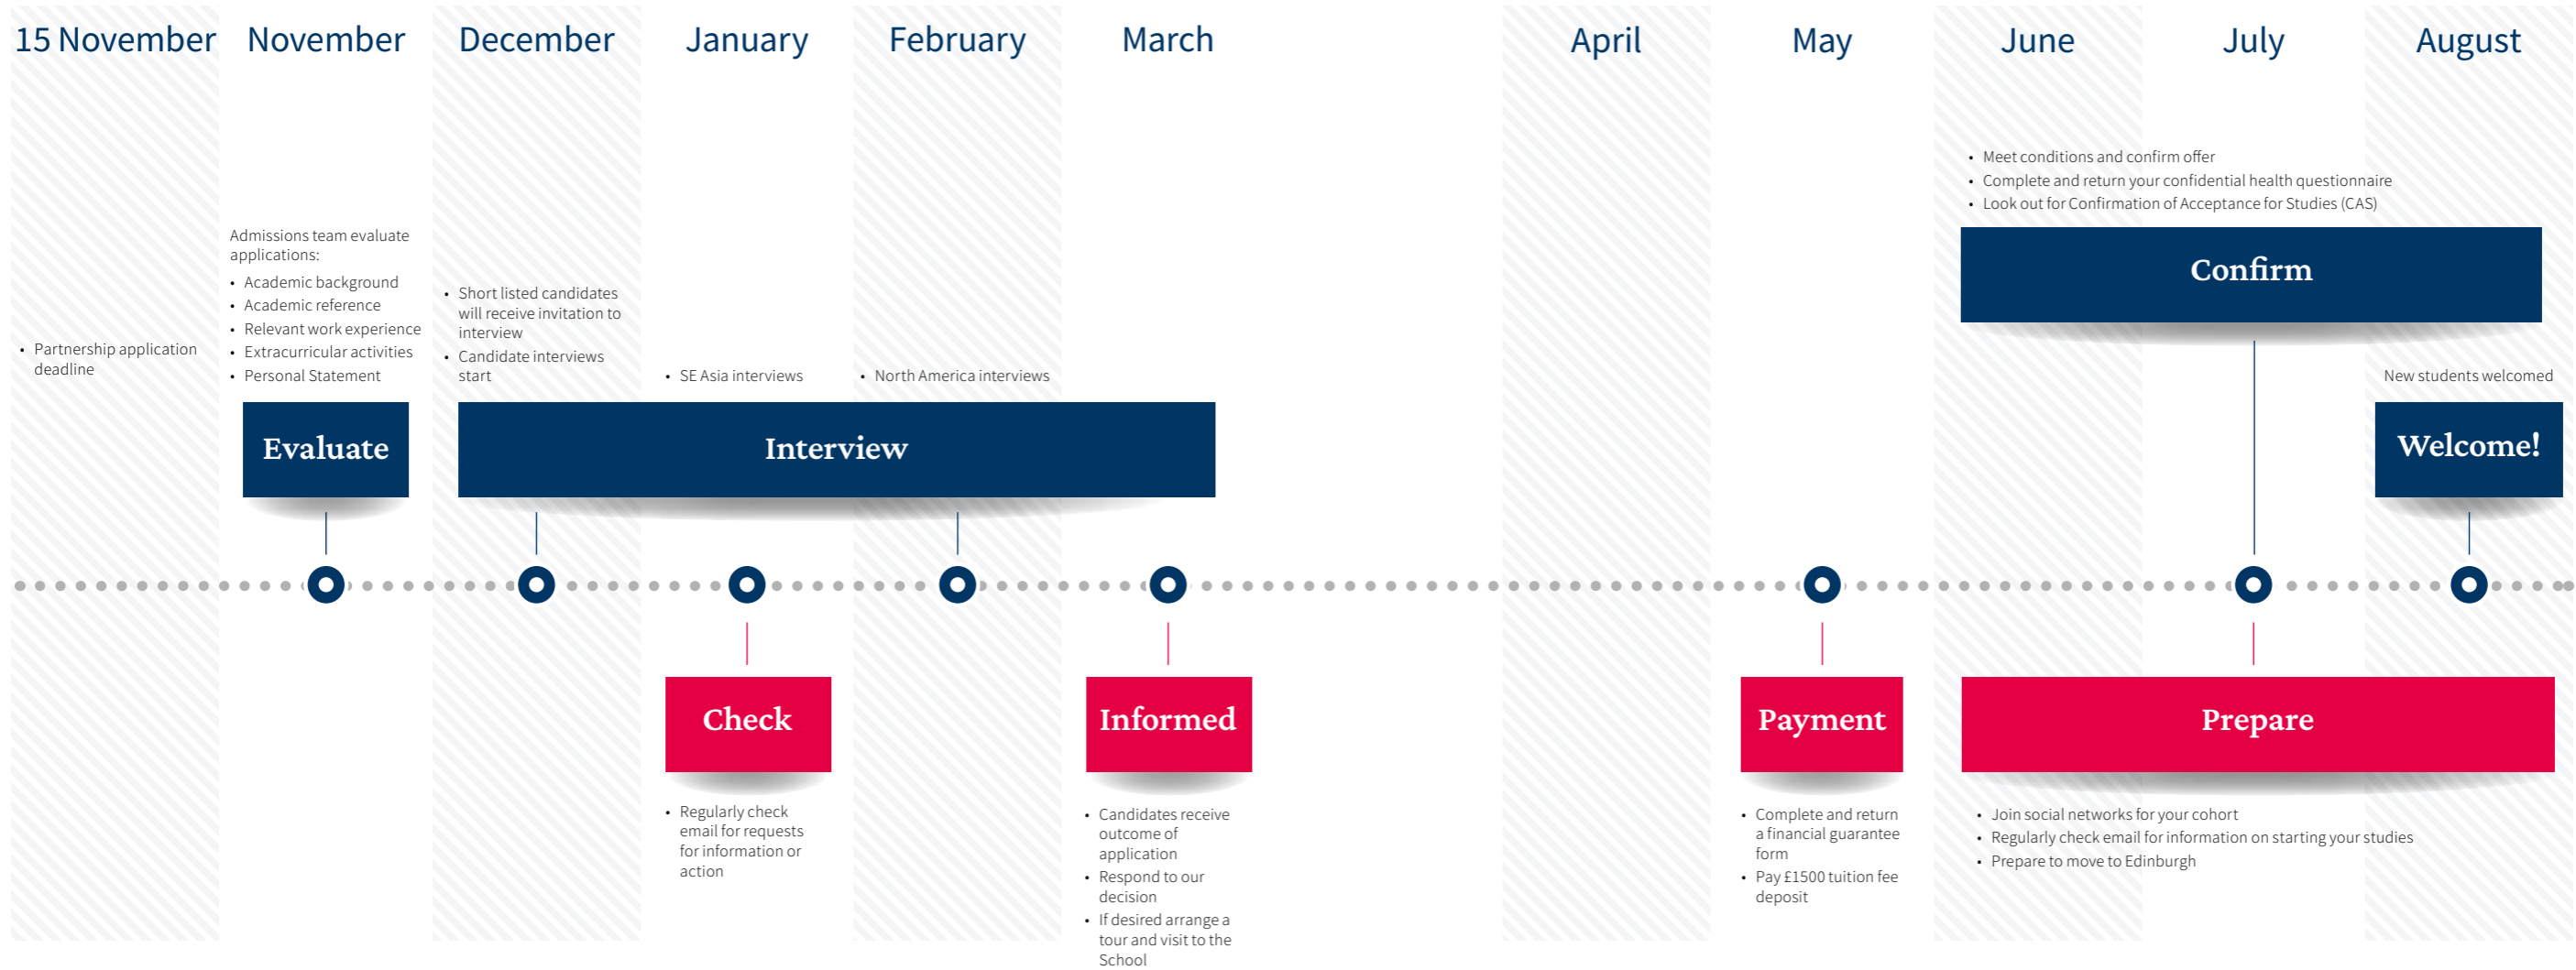 15 November
November
December
January
February
March
April
May
June
July
August
• Partnership application
deadline
Admissions team evaluate
applications:
• Academic background
• Academic reference
• Relevant work experience
• Extracurricular activities
• Personal Statement
Evaluate
• Short listed candidates
will receive invitation to
interview
• Candidate interviews
start
• SE Asia interviews
• North America interviews
Interview
• Meet conditions and confirm offer
• Complete and return your confidential health questionnaire
• Look out for Confirmation of Acceptance for Studies (CAS)
Confirm
New students welcomed
Welcome!
Check
• Regularly check
email for requests
for information or
action
Informed
• Candidates receive
outcome of
application
• Respond to our
decision
• If desired arrange a
tour and visit to the
School
Payment
• Complete and return
a financial guarantee
form
• Pay £1500 tuition fee
deposit
Prepare
• Join social networks for your cohort
• Regularly check email for information on starting your studies
• Prepare to move to Edinburgh